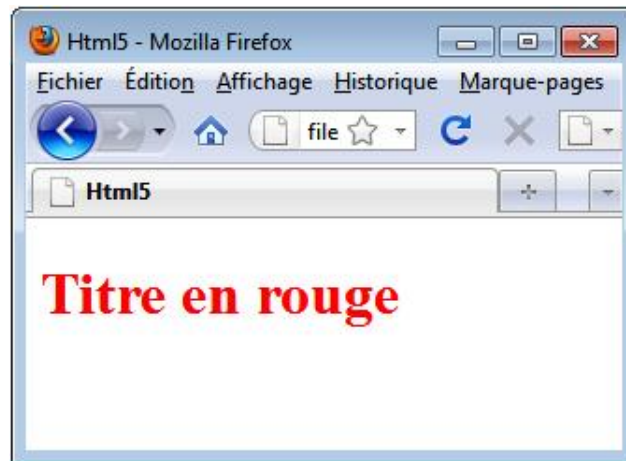 Html5 - Mozilla Firefox
Fichier Édition Affichage Historique Marque-pages
file
Html5
Titre en rouge